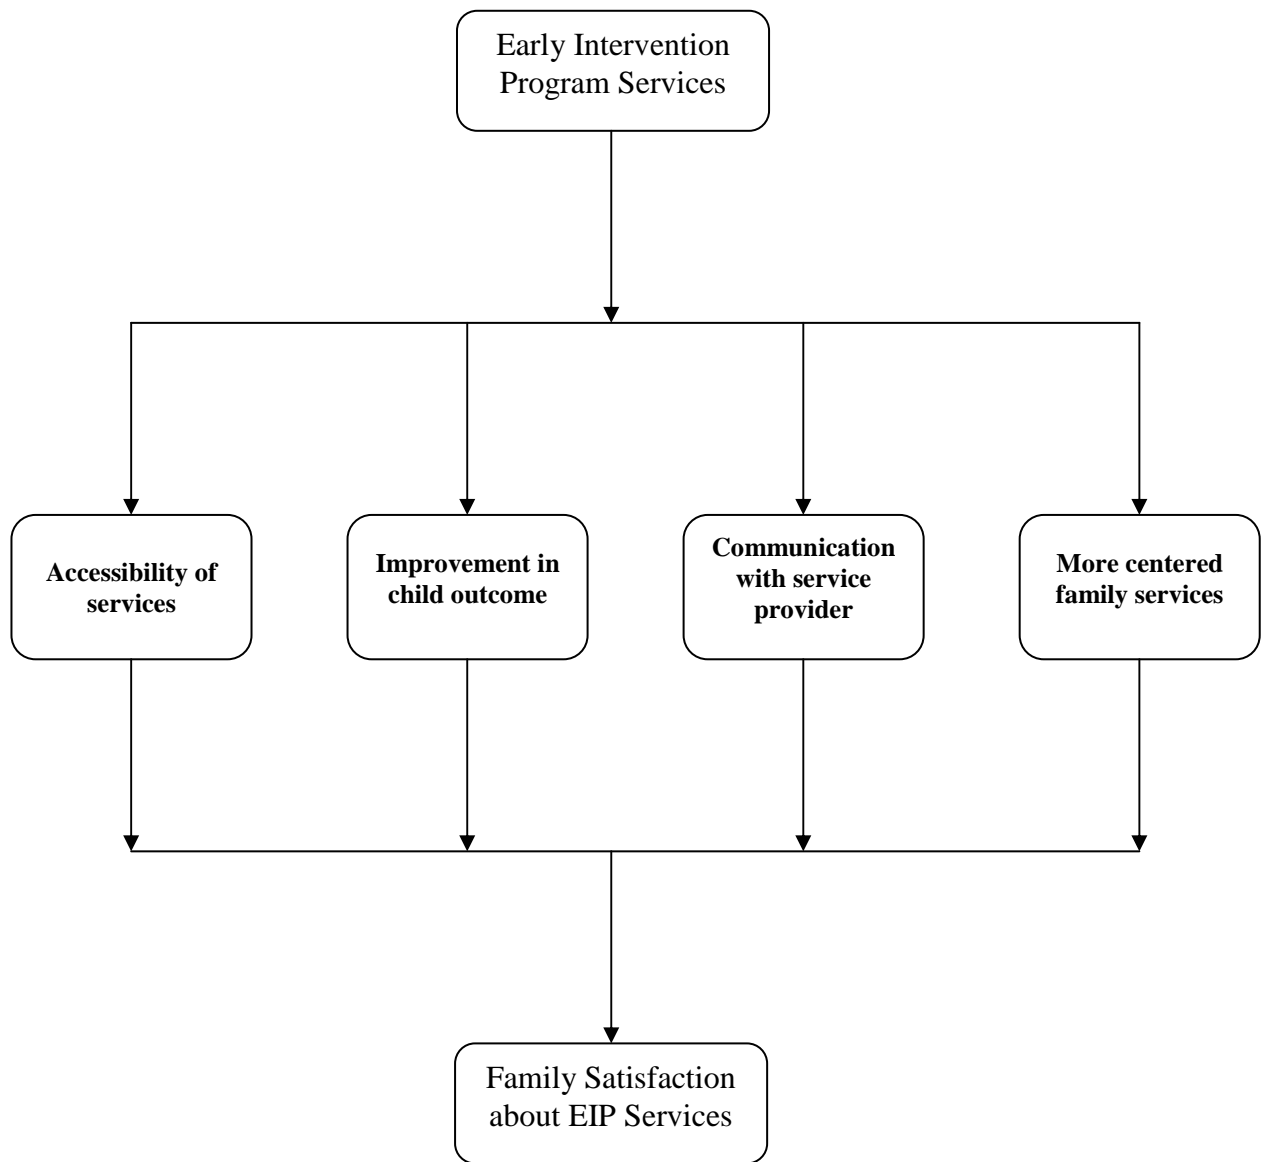 Early Intervention
Program Services
Accessibility of
services
Improvement in
child outcome
Communication
with service
provider
More centered
family services
Family Satisfaction
about EIP Services